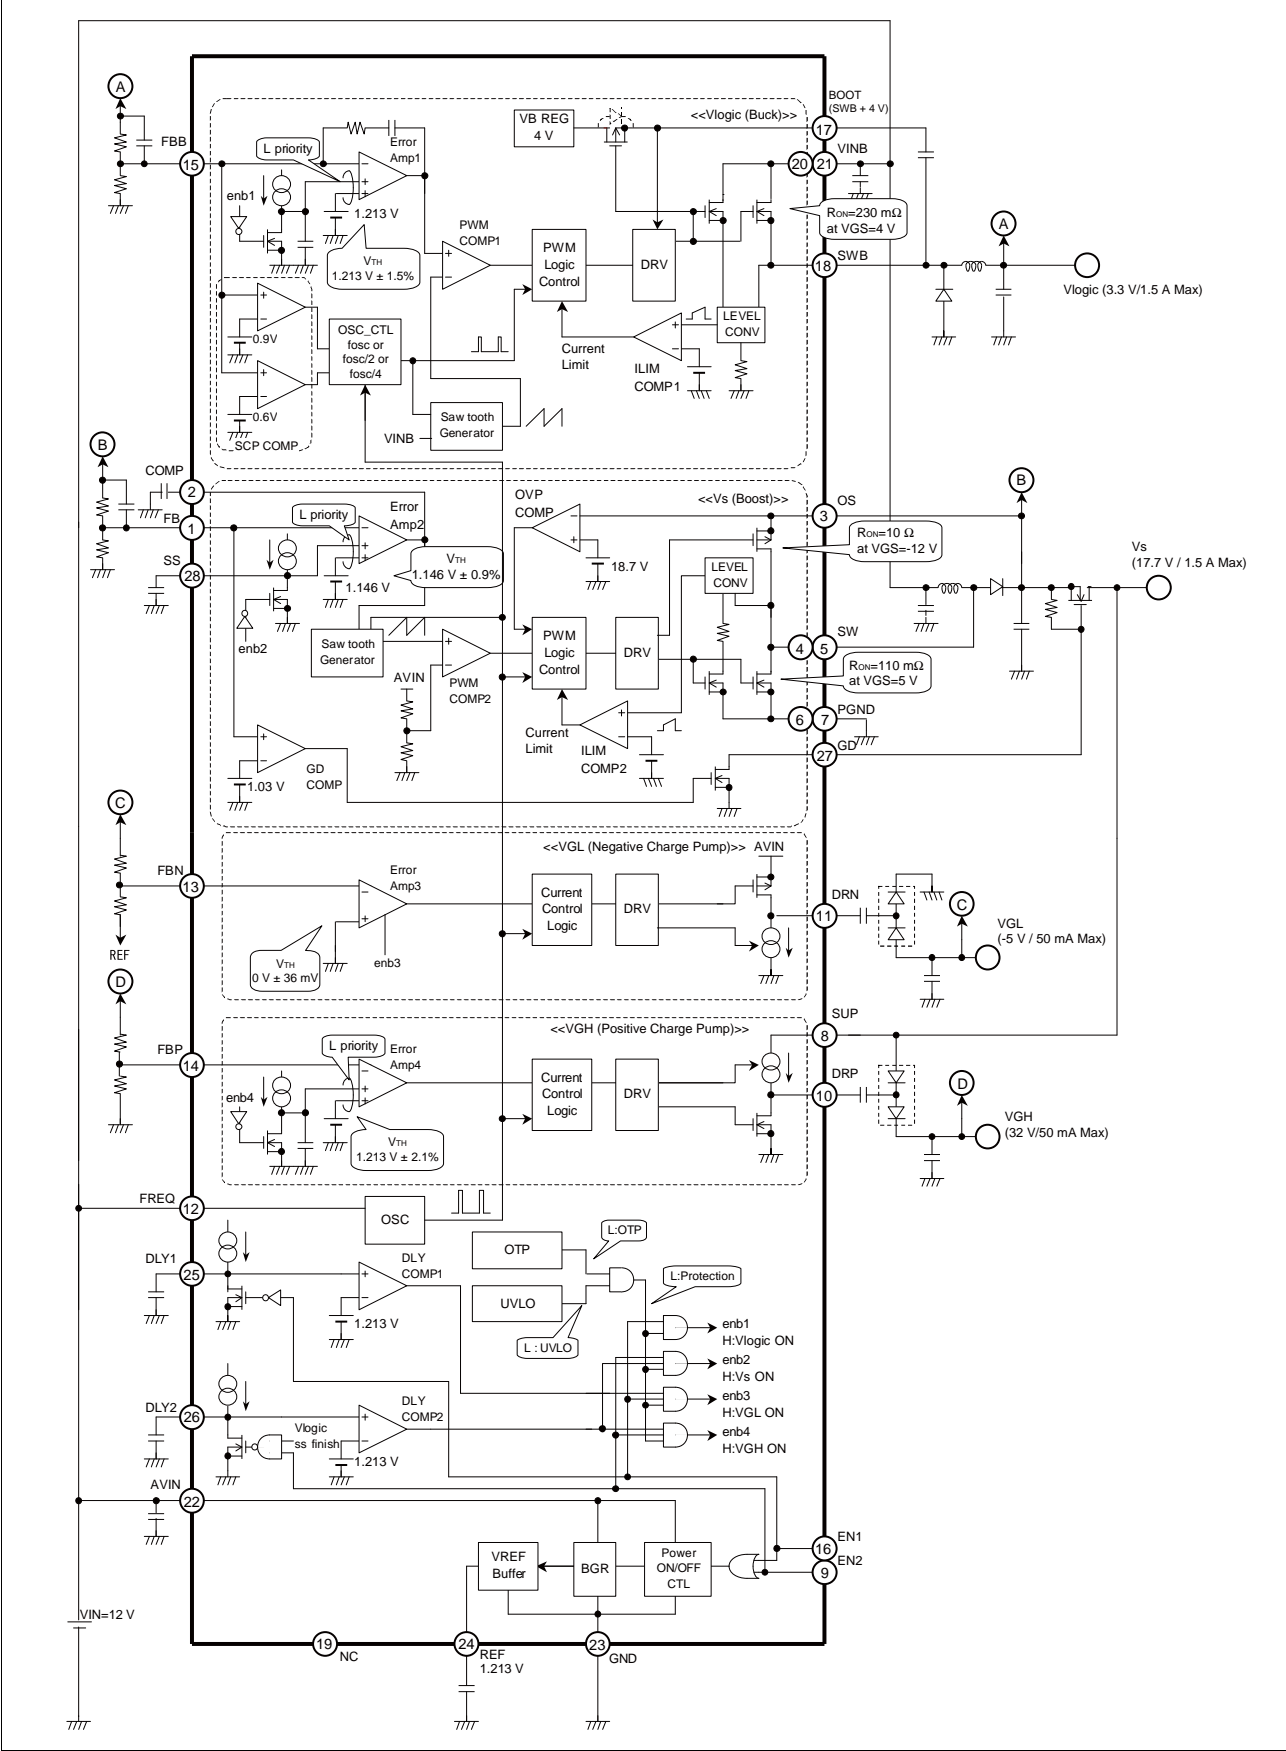 A
FBB
15
L priority
Error
Amp1
enb1
1.213 V
VTH
1.213 V ± 1.5%
PWM
COMP1
VB REG
4 V
<<Vlogic (Buck)>>
BOOT
(SWB + 4 V)
17
VINB
20
21
RON=230 mΩ
at VGS=4 V
PWM
Logic
Control
DRV
SWB
18
A
Vlogic (3.3 V/1.5 A Max)
0.9V
0.6V
SCP COMP
OSC_CTL
fosc or
fosc/2 or
fosc/4
Current
Limit
ILIM
COMP1
LEVEL
CONV
VINB
Saw tooth
Generator
B
COMP
2
FB
1
SS
28
L priority
Error
Amp2
1.146 V
VTH
1.146 V ± 0.9%
enb2
OVP
COMP
18.7 V
<<Vs (Boost)>>
OS
3
B
RON=10 Ω
at VGS=-12 V
Vs
(17.7 V / 1.5 A Max)
LEVEL
CONV
Saw tooth
Generator
AVIN
PWM
COMP2
PWM
Logic
Control
DRV
SW
4
5
RON=110 mΩ
at VGS=5 V
PGND
6
7
GD
27
Current
Limit
ILIM
COMP2
1.03 V
GD
COMP
C
FBN
13
REF
<<VGL (Negative Charge Pump)>>
AVIN
Error
Amp3
VTH
0 V ± 36 mV
enb3
Current
Control
Logic
DRV
DRN
11
C
VGL
(-5 V / 50 mA Max)
D
FBP
14
<<VGH (Positive Charge Pump)>>
L priority
Error
Amp4
enb4
VTH
1.213 V ± 2.1%
Current
Control
Logic
DRV
SUP
8
DRP
10
D
VGH
(32 V/50 mA Max)
FREQ
12
OSC
DLY1
25
DLY
COMP1
1.213 V
OTP
UVLO
L:OTP
L : UVLO
L:Protection
enb1
H:Vlogic ON
enb2
H:Vs ON
enb3
H:VGL ON
enb4
H:VGH ON
DLY2
26
Vlogic
ss finish
DLY
COMP2
1.213 V
AVIN
22
VREF
Buffer
BGR
Power
ON/OFF
CTL
EN1
16
EN2
9
VIN=12 V
19
NC
24
REF
1.213 V
23
GND